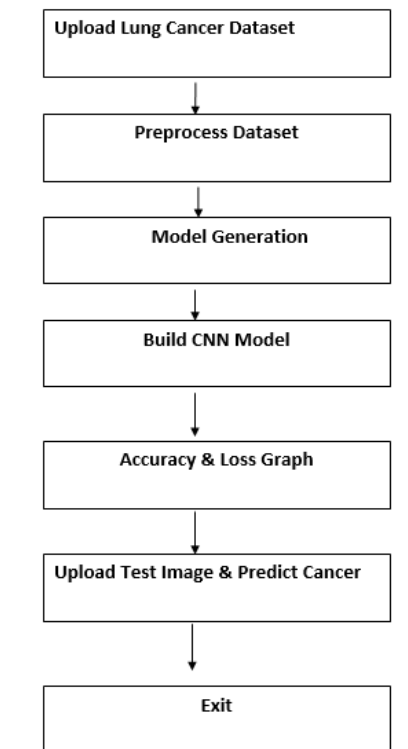 Upload Lung Cancer Dataset
Preprocess Dataset
Model Generation
Build CNN Model
Accuracy & Loss Graph
Upload Test Image & Predict Cancer
Exit